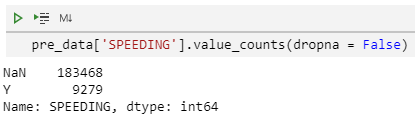 M↓
pre_data['SPEEDING'].value_counts(dropna = False)
NaN    183468
Y        9279
Name: SPEEDING, dtype: int64